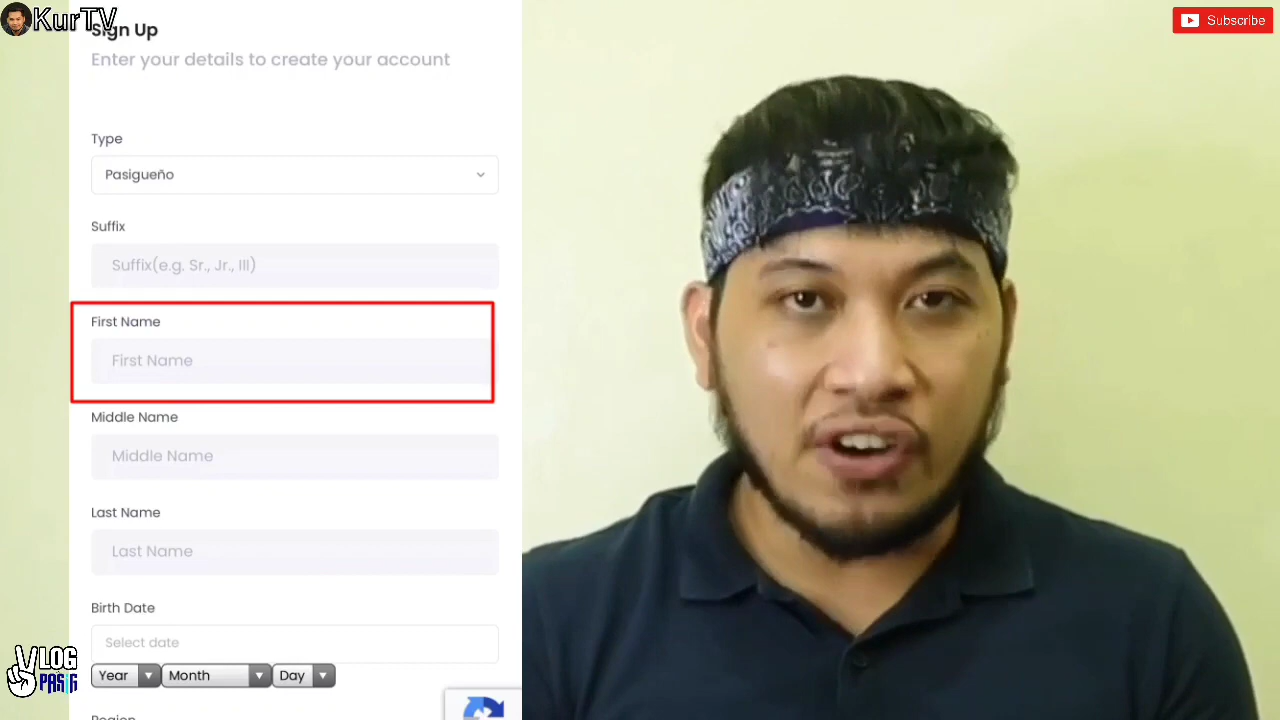 KurTV
Subscribe
Sign Up
Enter your details to create your account
Type
Pasigueño
Suffix
Suffix(e.g. Sr., Jr., III)
First Name
First Name
Middle Name
Middle Name
Last Name
Last Name
Birth Date
Select date
Year Month Day
Region
VLOG
PASIG